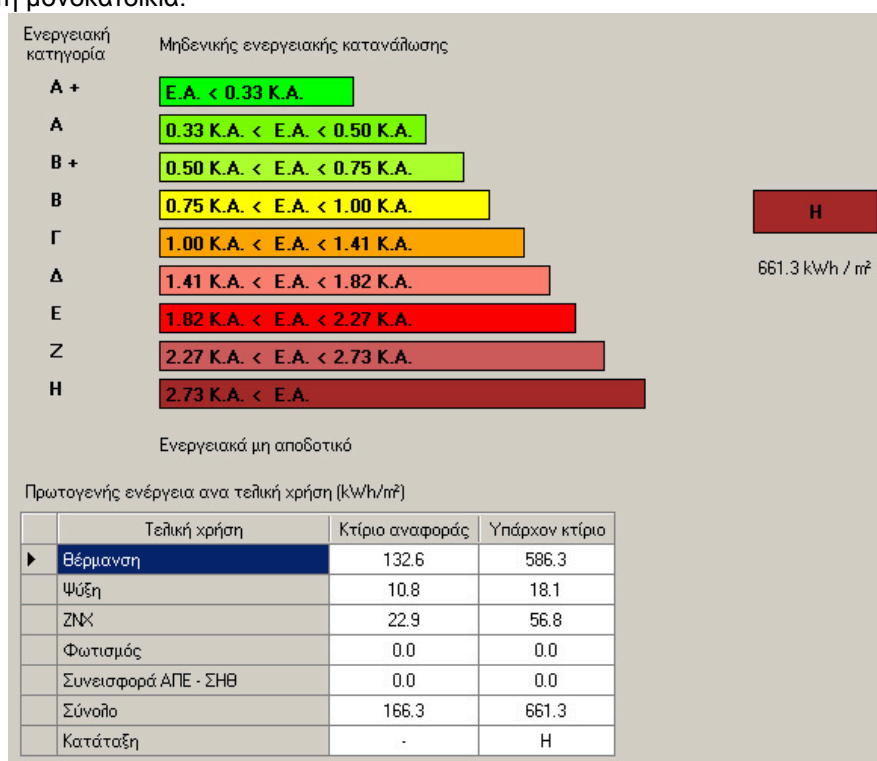 η μονοκατοικία.
Ενεργειακή κατηγορία Μηδενικής ενεργειακής κατανάλωσης
Α + Ε.Α. < 0.33 Κ.Α.
Α 0.33 Κ.Α. < Ε.Α. < 0.50 Κ.Α.
Β + 0.50 Κ.Α. < Ε.Α. < 0.75 Κ.Α.
Β 0.75 Κ.Α. < Ε.Α. < 1.00 Κ.Α.
Η
Γ 1.00 Κ.Α. < Ε.Α. < 1.41 Κ.Α.
661.3 kWh / m²
Δ 1.41 Κ.Α. < Ε.Α. < 1.82 Κ.Α.
Ε 1.82 Κ.Α. < Ε.Α. < 2.27 Κ.Α.
Ζ 2.27 Κ.Α. < Ε.Α. < 2.73 Κ.Α.
Η 2.73 Κ.Α. < Ε.Α.
Ενεργειακά μη αποδοτικό
Πρωτογενής ενέργεια ανα τελική χρήση (kWh/m²)
Τελική χρήση Κτίριο αναφοράς Υπάρχον κτίριο
Θέρμανση 132.6 586.3
Ψύξη 10.8 18.1
ΖΝΧ 22.9 56.8
Φωτισμός 0.0 0.0
Συνεισφορά ΑΠΕ - ΣΗΘ 0.0 0.0
Σύνολο 166.3 661.3
Κατάταξη - Η